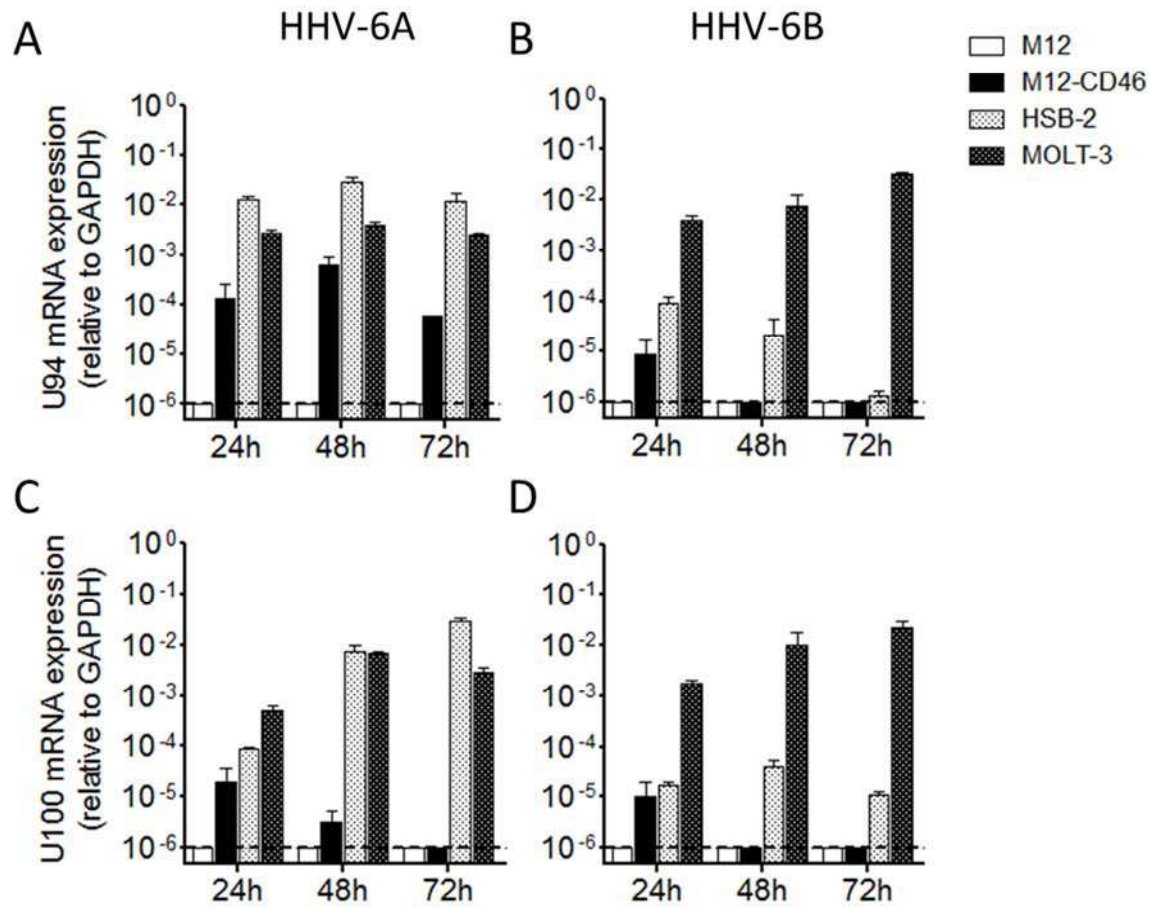 HHV-6A
HHV-6B
M12
M12-CD46
HSB-2
MOLT-3
A
U94 mRNA expression
(relative to GAPDH)
10⁰
10⁻¹
10⁻²
10⁻³
10⁻⁴
10⁻⁵
10⁻⁶
24h 48h 72h
B
10⁰
10⁻¹
10⁻²
10⁻³
10⁻⁴
10⁻⁵
10⁻⁶
24h 48h 72h
C
U100 mRNA expression
(relative to GAPDH)
10⁰
10⁻¹
10⁻²
10⁻³
10⁻⁴
10⁻⁵
10⁻⁶
24h 48h 72h
D
10⁰
10⁻¹
10⁻²
10⁻³
10⁻⁴
10⁻⁵
10⁻⁶
24h 48h 72h